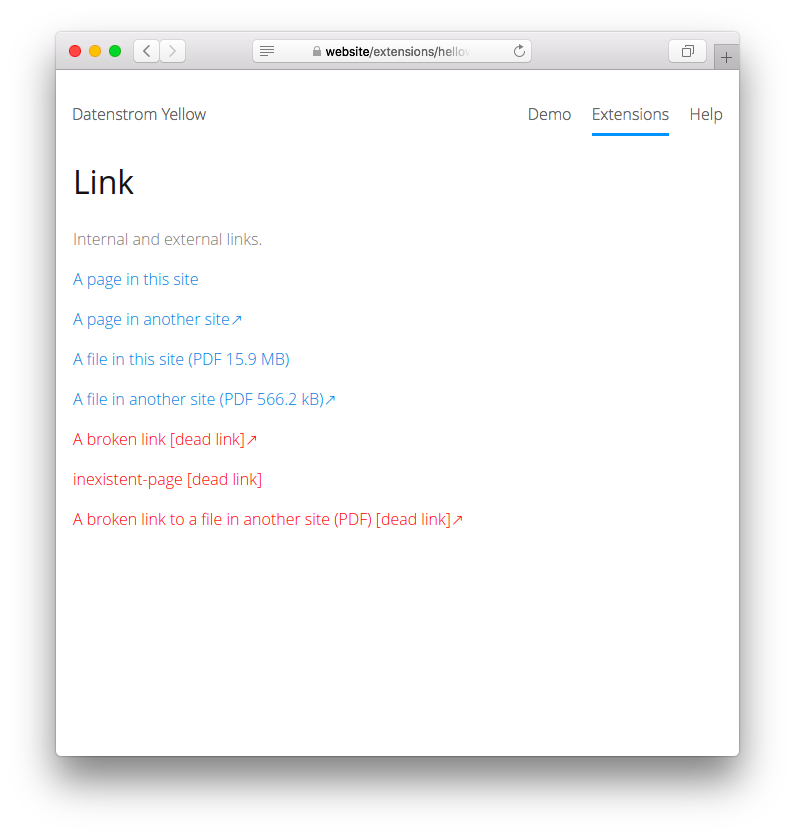 website/extensions/hello
Datenstrom Yellow
Demo
Extensions
Help
Link
Internal and external links.
A page in this site
A page in another site↗
A file in this site (PDF 15.9 MB)
A file in another site (PDF 566.2 kB)↗
A broken link [dead link]↗
inexistent-page [dead link]
A broken link to a file in another site (PDF) [dead link]↗